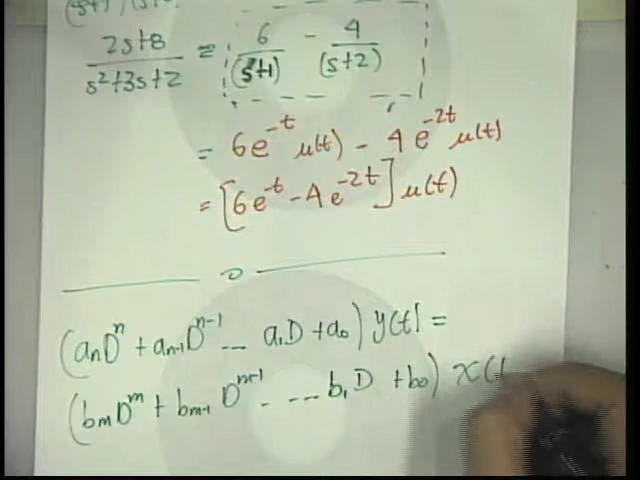 (s+1)
2s+8 / s²+3s+2 = 6/(s+1) - 4/(s+2)
= 6e^{-t} u(t) - 4e^{-2t} u(t)
= [6e^{-t} - 4e^{-2t}] u(t)
(a_n D^n + a_{n-1} D^{n-1} ... a_1 D + a_0) y(t) =
(b_m D^m + b_{m-1} D^{m-1} . ... b_1 D + b_0) x(